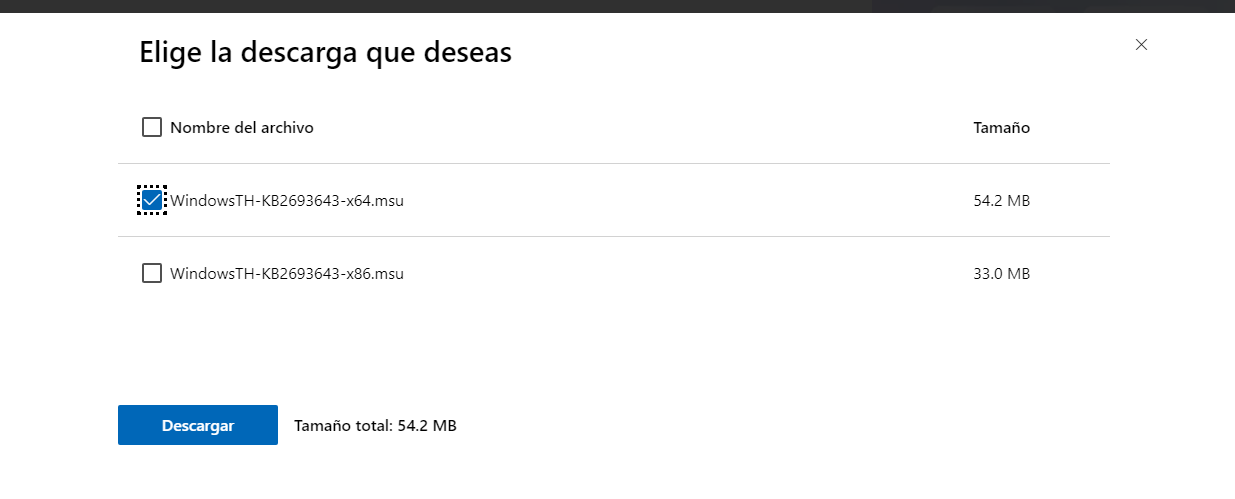 Elige la descarga que deseas
Nombre del archivo Tamaño
WindowsTH-KB2693643-x64.msu 54.2 MB
WindowsTH-KB2693643-x86.msu 33.0 MB
Descargar Tamaño total: 54.2 MB